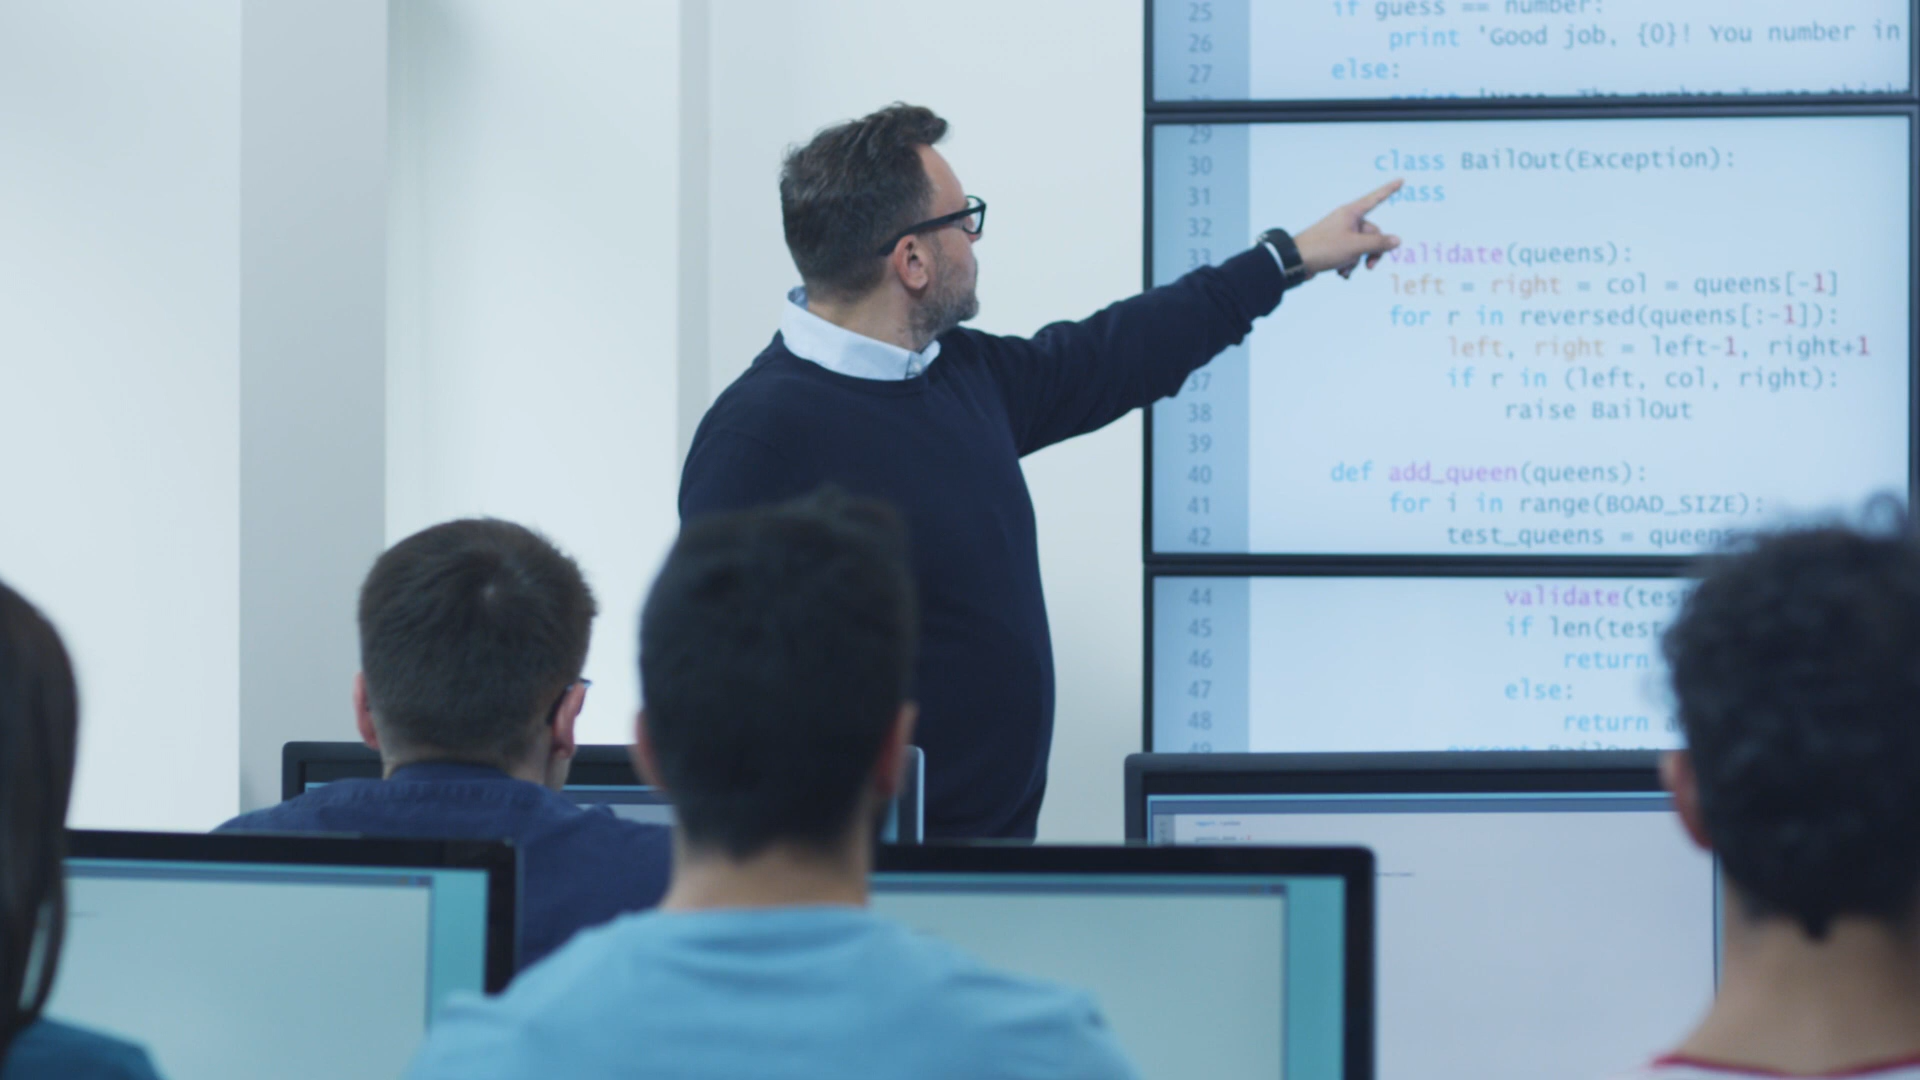 25 if guess == number:
26 print 'Good job, {0}! You number in
27 else:
29
30 class BailOut(Exception):
31 pass
32
33 validate(queens):
left = right = col = queens[-1]
for r in reversed(queens[:-1]):
left, right = left-1, right+1
37 if r in (left, col, right):
38 raise BailOut
39
40 def add_queen(queens):
41 for i in range(BOAD_SIZE):
42 test_queens = queens
44 validate(test
45 if len(test
46 return
47 else:
48 return
49 except BailOut